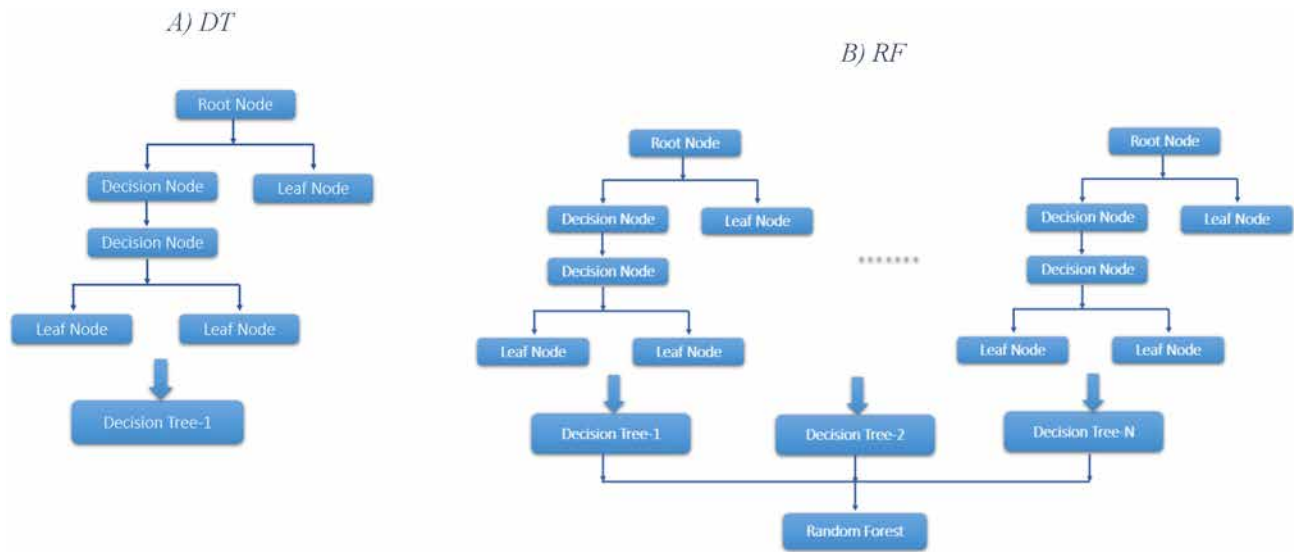 A) DT
Root Node
Decision Node
Leaf Node
Decision Node
Leaf Node
Leaf Node
Decision Tree-1
B) RF
Root Node
Decision Node
Leaf Node
Decision Node
Leaf Node
Leaf Node
Decision Tree-1
.......
Decision Tree-2
Root Node
Decision Node
Leaf Node
Decision Node
Leaf Node
Leaf Node
Decision Tree-N
Random Forest